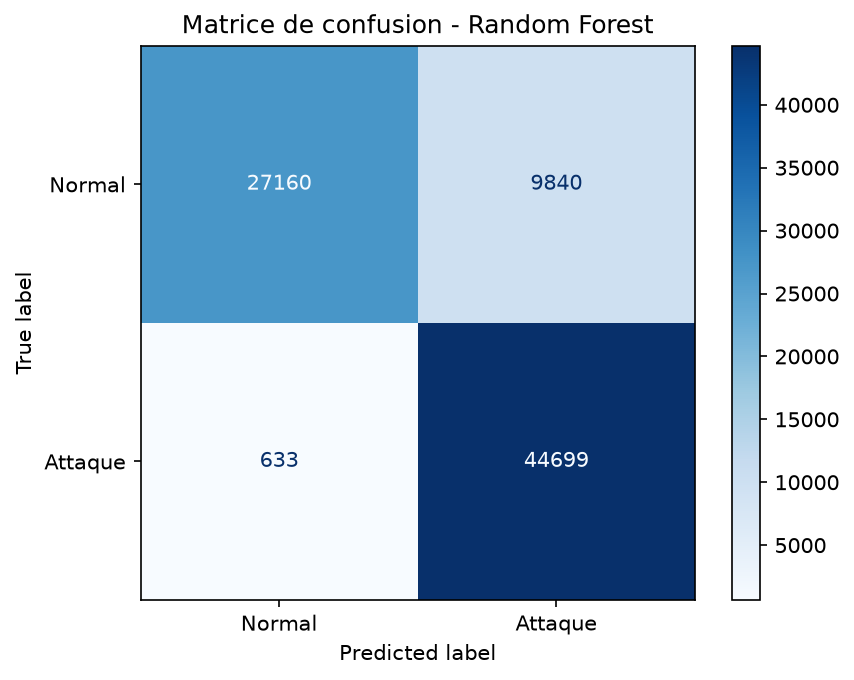 Matrice de confusion - Random Forest
Normal
27160
9840
Attaque
633
44699
True label
Normal
Attaque
Predicted label
40000
35000
30000
25000
20000
15000
10000
5000